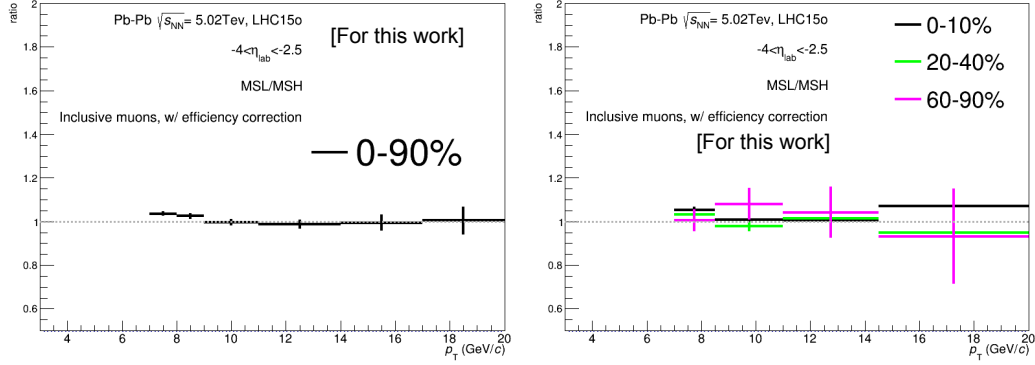 ratio
2
1.8
1.6
1.4
1.2
1
0.8
0.6
Pb-Pb √sNN= 5.02Tev, LHC15o
[For this work]
-4<ηlab<-2.5
MSL/MSH
Inclusive muons, w/ efficiency correction
0-90%
4 6 8 10 12 14 16 18 20
pT (GeV/c)
ratio
2
1.8
1.6
1.4
1.2
1
0.8
0.6
Pb-Pb √sNN= 5.02Tev, LHC15o
-4<ηlab<-2.5
MSL/MSH
Inclusive muons, w/ efficiency correction
[For this work]
0-10%
20-40%
60-90%
4 6 8 10 12 14 16 18 20
pT (GeV/c)